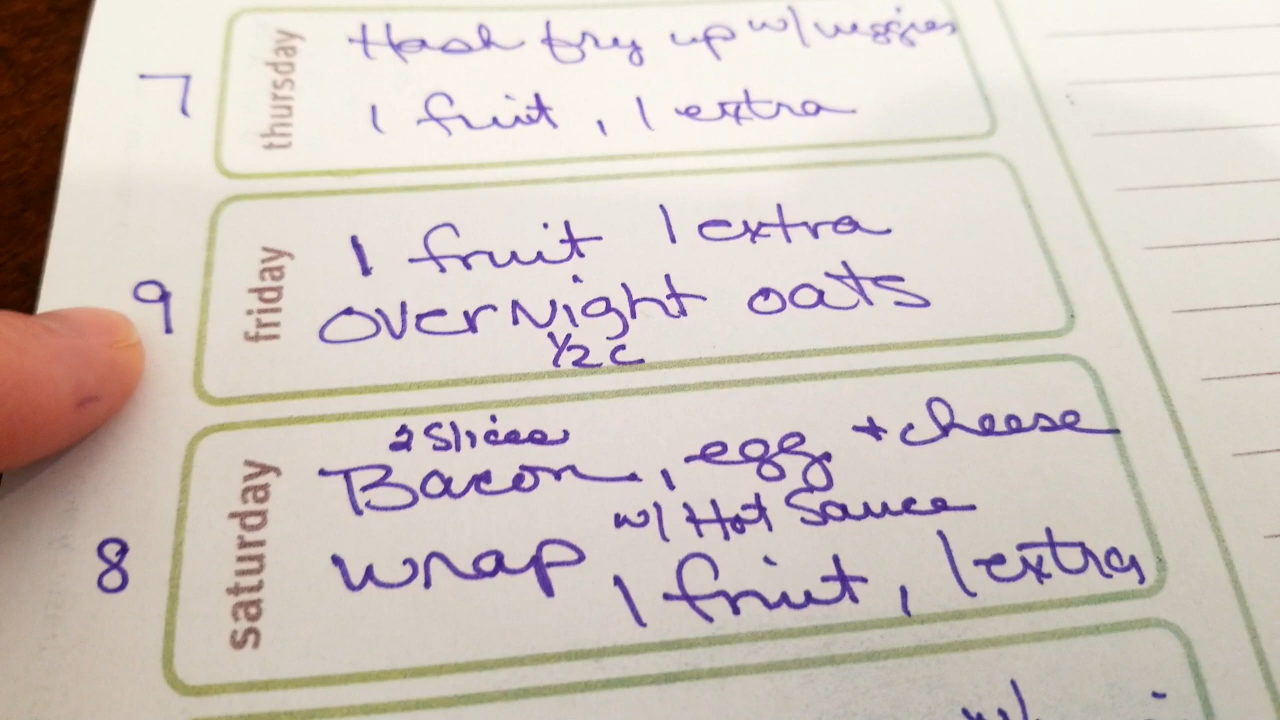 thursday
7
Hash fry up w/ veggies
1 fruit, 1 extra
friday
9
1 fruit 1 extra
overnight oats
1/2 c
saturday
8
2 slices
Bacon, egg + cheese
w/ Hot Sauce
wrap
1 fruit, 1 extra
w/